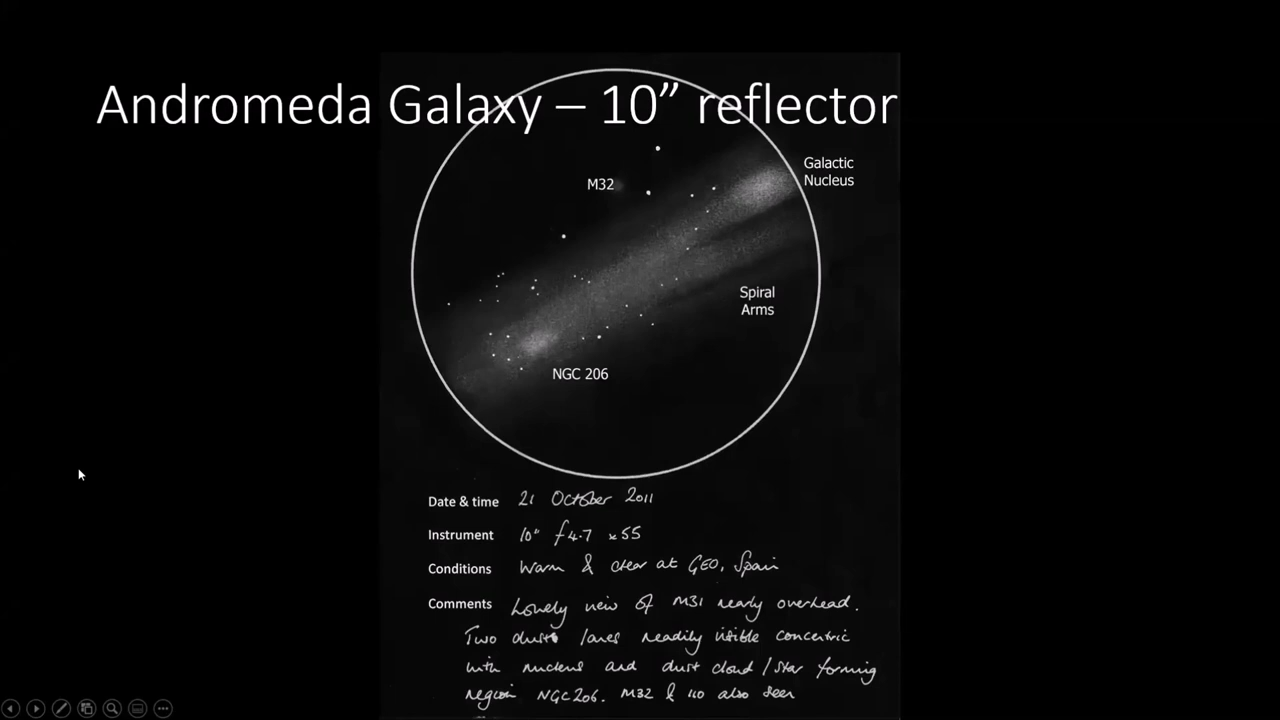 Andromeda Galaxy – 10” reflector
Galactic
Nucleus
M32
Spiral
Arms
NGC 206
Date & time 21 October 2011
Instrument 10" f4.7 x55
Conditions Warm & clear at GEO, Spain
Comments Lovely view of M31 nearly overhead.
Two dust lanes readily visible concentric
with nucleus and dust cloud/star forming
region NGC206. M32 & 110 also seen